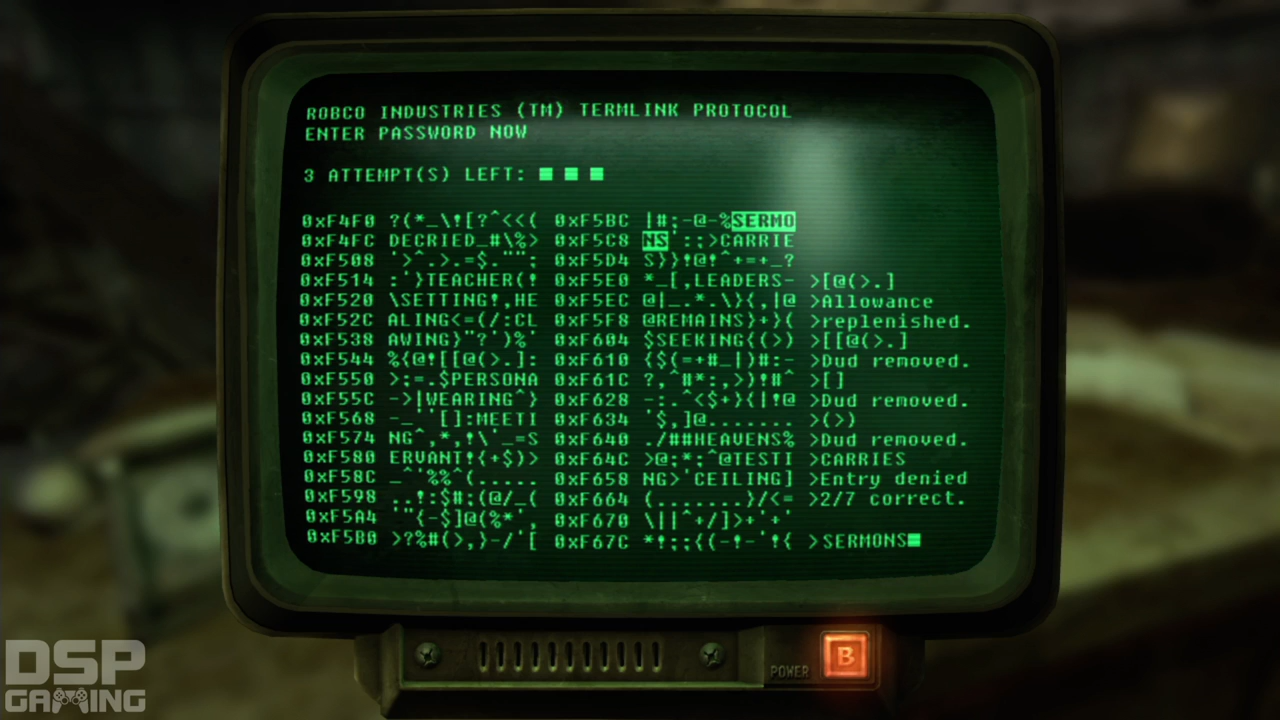 ROBCO INDUSTRIES (TM) TERMLINK PROTOCOL
ENTER PASSWORD NOW
3 ATTEMPT(S) LEFT: ■ ■ ■
0xF4F0 ?(*_\![?^<<( 0xF5BC |#;-@-%SERMO
0xF4FC DECRIED_#\%> 0xF5C8 NS':;>CARRIE
0xF508 '>^.>.=$."": 0xF5D4 S}}!@!^+=+_?
0xF514 :'}TEACHER(! 0xF5E0 *_[,LEADERS- >[@(>.]
0xF520 \SETTING!,HE 0xF5EC @|_.*.\}{,|@ >Allowance
0xF52C ALING<=(/:CL 0xF5F8 @REMAINS}+}( >replenished.
0xF538 AWING}"?')%' 0xF604 $SEEKING{(>) >[[@(>.]
0xF544 %{@![[@(>.]: 0xF610 {$(=+#_|)#:- >Dud removed.
0xF550 >:=.$PERSONA 0xF61C ?,^#*:,>)!#^ >[]
0xF55C ->|WEARING^} 0xF628 -:.^<$+}{|!@ >Dud removed.
0xF568 -_''[]:MEETI 0xF634 '$,]@....... >(>)
0xF574 NG^,*,!\'_=S 0xF640 ./##HEAVENS% >Dud removed.
0xF580 ERVANT!{+$)> 0xF64C >@;*;^@TESTI >CARRIES
0xF58C _^'%%^(..... 0xF658 NG>'CEILING] >Entry denied
0xF598 ..!:$#:(@/_( 0xF664 (.......}/<= >2/7 correct.
0xF5A4 '"{-$]@(%*', 0xF670 \||^+/]>+'+'
0xF5B0 >?%#(>,}-/'[ 0xF67C *!:;{(-!-'!{ >SERMONS■
POWER
B
DSP
GAMING